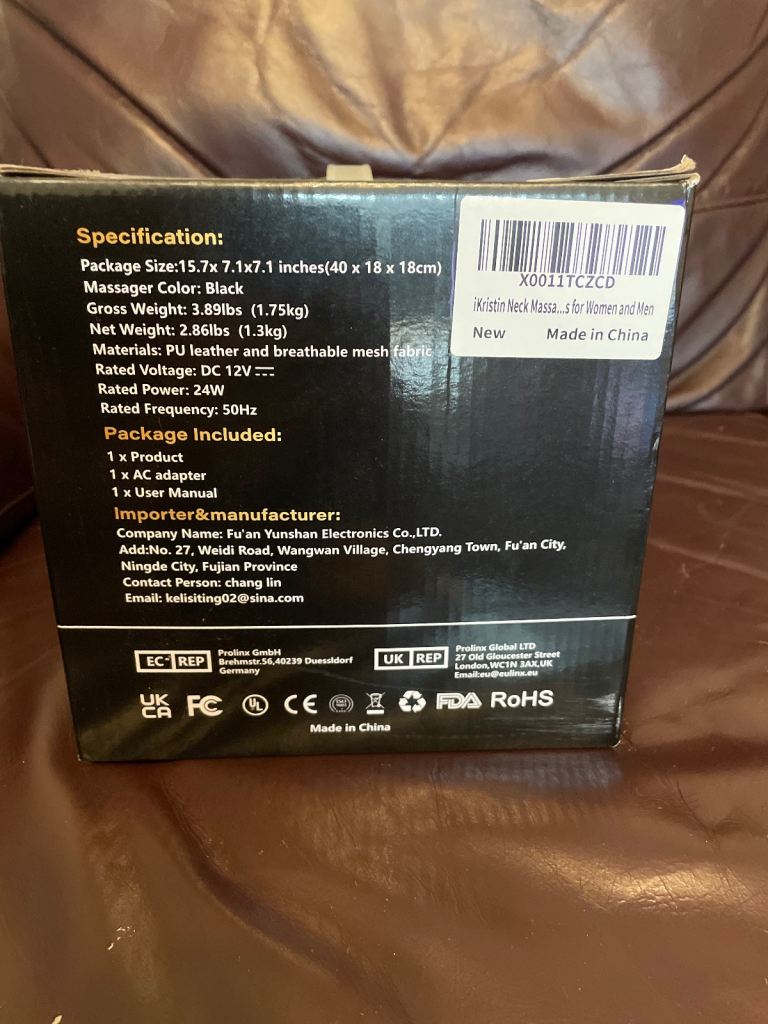 Specification:
Package Size:15.7x 7.1x7.1 inches(40 x 18 x 18cm)
Massager Color: Black
Gross Weight: 3.89lbs (1.75kg)
Net Weight: 2.86lbs (1.3kg)
Materials: PU leather and breathable mesh fabric
Rated Voltage: DC 12V
Rated Power: 24W
Rated Frequency: 50Hz
X0011TCZCD
iKristin Neck Massa...s for Women and Men
New Made in China
Package Included:
1 x Product
1 x AC adapter
1 x User Manual
Importer&manufacturer:
Company Name: Fu'an Yunshan Electronics Co.,LTD.
Add:No. 27, Weidi Road, Wangwan Village, Chengyang Town, Fu'an City,
Ningde City, Fujian Province
Contact Person: chang lin
Email: kelisiting02@sina.com
EC REP
Prolinx GmbH
Brehmstr.56,40239 Duessldorf
Germany
UK REP
Prolinx Global LTD
27 Old Gloucester Street
London,WC1N 3AX,UK
Email:eu@eulinx.eu
UK
CA
FC
UL
CE
FDA
RoHS
Made in China